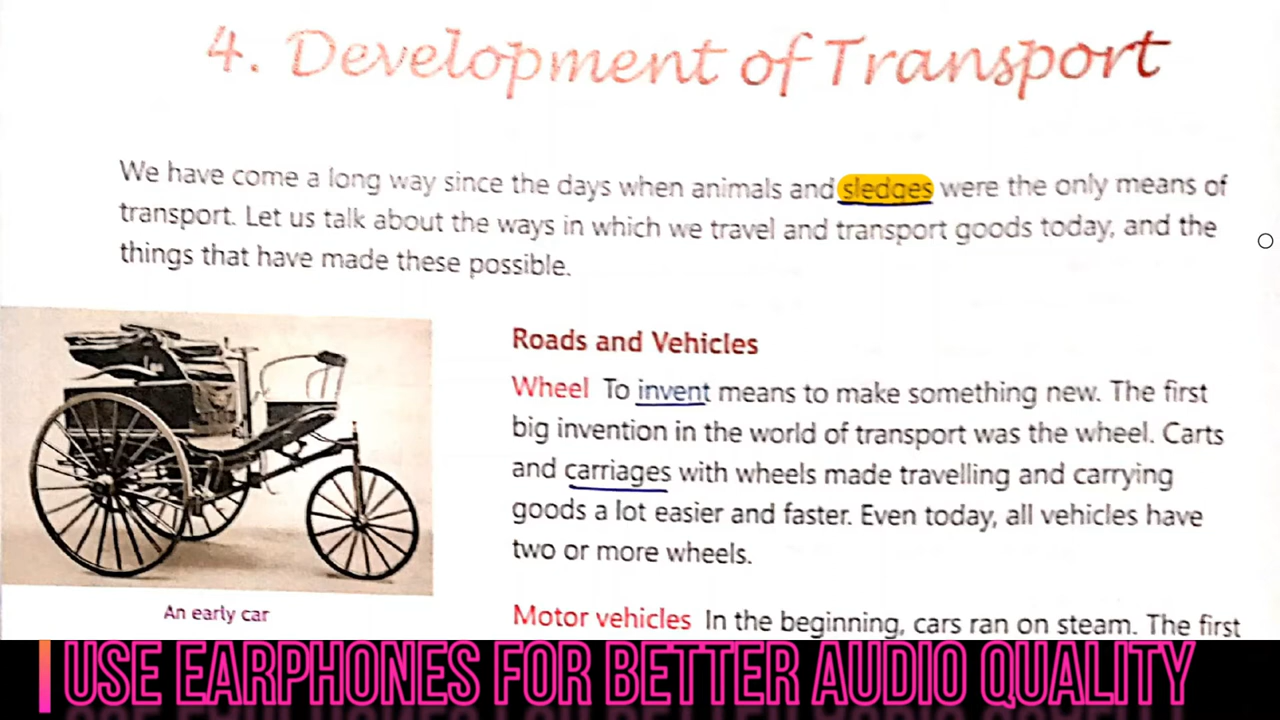 4. Development of Transport
We have come a long way since the days when animals and sledges were the only means of
transport. Let us talk about the ways in which we travel and transport goods today, and the
things that have made these possible.
Roads and Vehicles
Wheel To invent means to make something new. The first
big invention in the world of transport was the wheel. Carts
and carriages with wheels made travelling and carrying
goods a lot easier and faster. Even today, all vehicles have
two or more wheels.
An early car
Motor vehicles In the beginning, cars ran on steam. The first
USE EARPHONES FOR BETTER AUDIO QUALITY